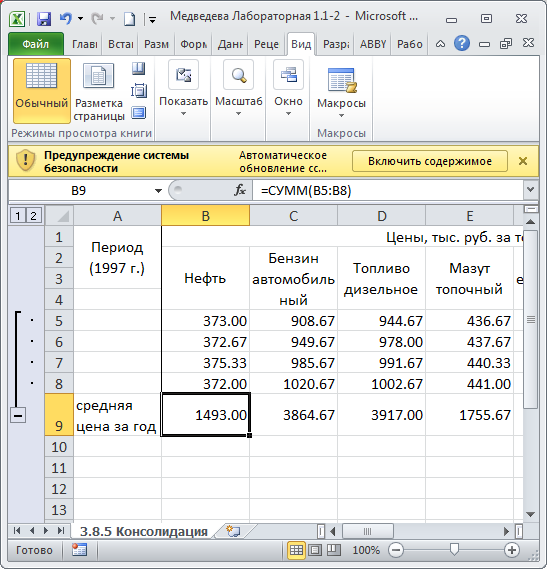 Медведева Лабораторная 1.1-2 - Microsoft ...
Файл Главн Встав Разм Форм Данн Реце Вид Разр ABBY Рабо
Обычный Разметка страницы Показать Масштаб Окно Макросы
Режимы просмотра книги Макросы
Предупреждение системы безопасности Автоматическое обновление сс... Включить содержимое
B9 fx =СУММ(B5:B8)
1 2 A B C D E
1 Цены, тыс. руб. за то
2 Период (1997 г.) Нефть Бензин автомобильный Топливо дизельное Мазут топочный е
3
4
5 373.00 908.67 944.67 436.67
6 372.67 949.67 978.00 437.67
7 375.33 985.67 991.67 440.33
8 372.00 1020.67 1002.67 441.00
9 средняя цена за год 1493.00 3864.67 3917.00 1755.67
10
11
12
13
3.8.5 Консолидация
Готово 100%